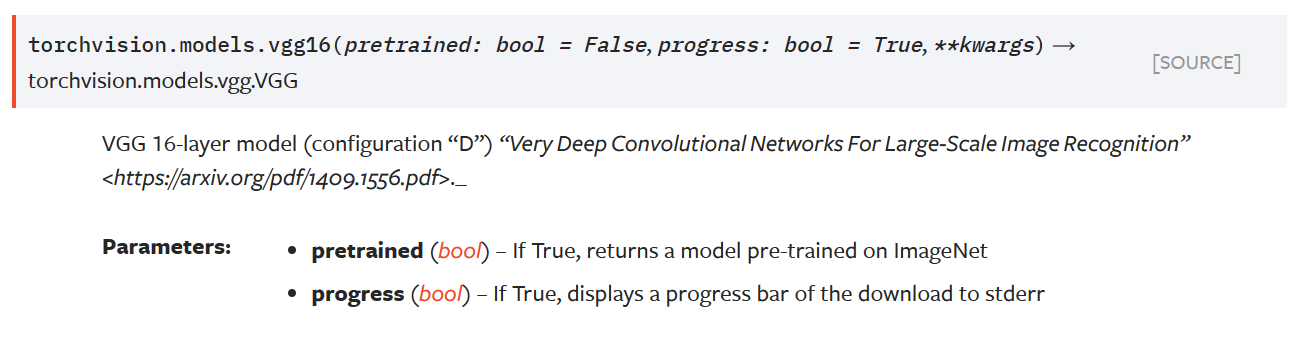 torchvision.models.vgg16(pretrained: bool = False, progress: bool = True, **kwargs) →
[SOURCE]
torchvision.models.vgg.VGG
VGG 16-layer model (configuration “D”) “Very Deep Convolutional Networks For Large-Scale Image Recognition”
<https://arxiv.org/pdf/1409.1556.pdf>._
Parameters:
• pretrained (bool) – If True, returns a model pre-trained on ImageNet
• progress (bool) – If True, displays a progress bar of the download to stderr